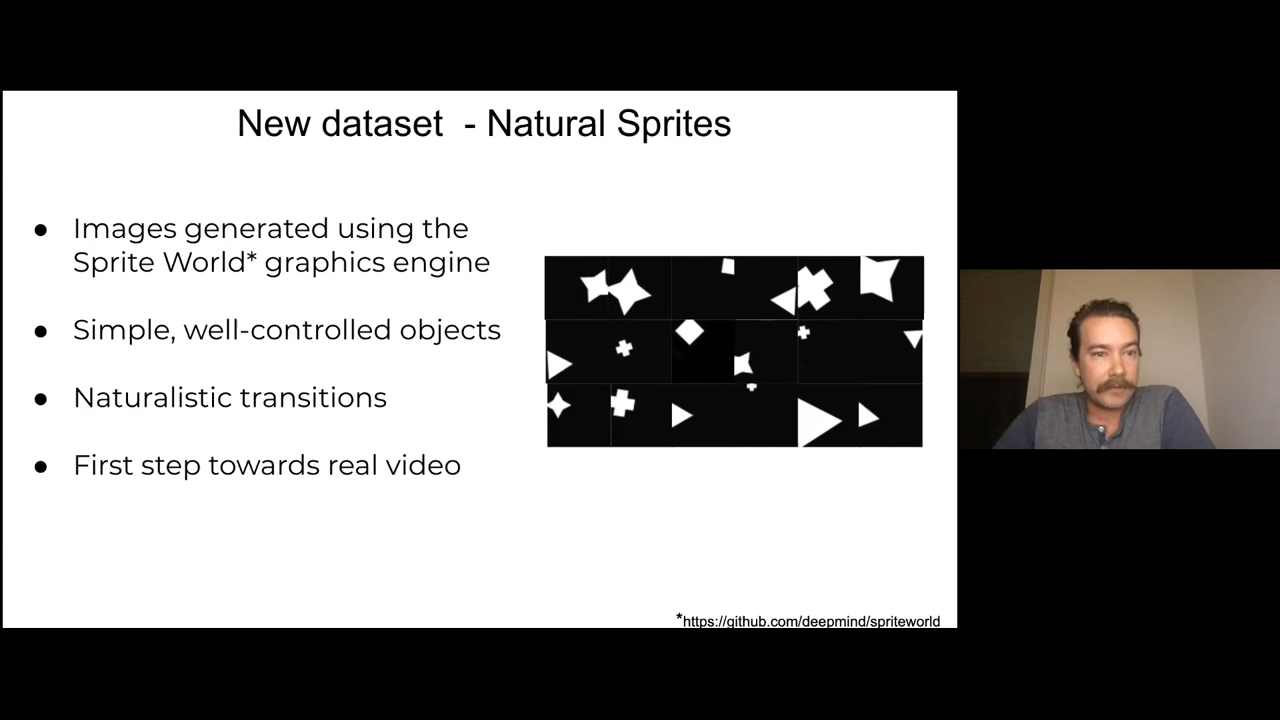 New dataset - Natural Sprites
● Images generated using the
Sprite World* graphics engine
● Simple, well-controlled objects
● Naturalistic transitions
● First step towards real video
*https://github.com/deepmind/spriteworld